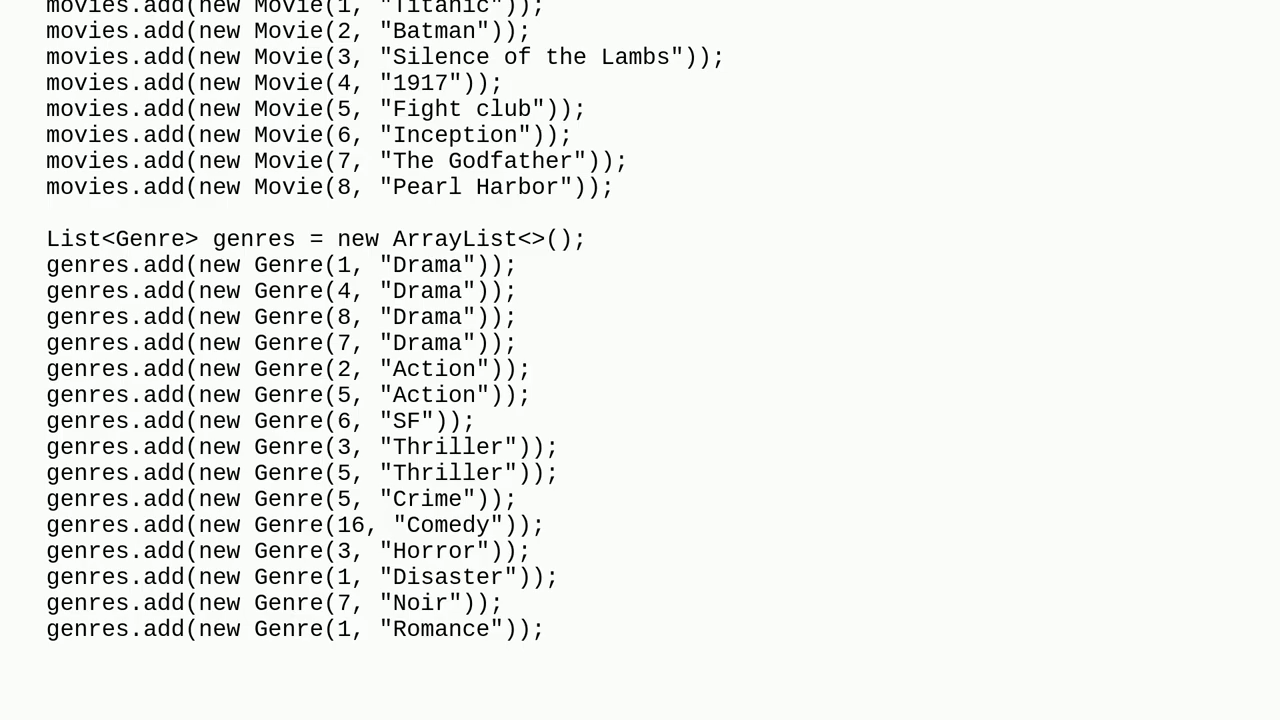 movies.add(new Movie(1, "Titanic"));
movies.add(new Movie(2, "Batman"));
movies.add(new Movie(3, "Silence of the Lambs"));
movies.add(new Movie(4, "1917"));
movies.add(new Movie(5, "Fight club"));
movies.add(new Movie(6, "Inception"));
movies.add(new Movie(7, "The Godfather"));
movies.add(new Movie(8, "Pearl Harbor"));
List<Genre> genres = new ArrayList<>();
genres.add(new Genre(1, "Drama"));
genres.add(new Genre(4, "Drama"));
genres.add(new Genre(8, "Drama"));
genres.add(new Genre(7, "Drama"));
genres.add(new Genre(2, "Action"));
genres.add(new Genre(5, "Action"));
genres.add(new Genre(6, "SF"));
genres.add(new Genre(3, "Thriller"));
genres.add(new Genre(5, "Thriller"));
genres.add(new Genre(5, "Crime"));
genres.add(new Genre(16, "Comedy"));
genres.add(new Genre(3, "Horror"));
genres.add(new Genre(1, "Disaster"));
genres.add(new Genre(7, "Noir"));
genres.add(new Genre(1, "Romance"));